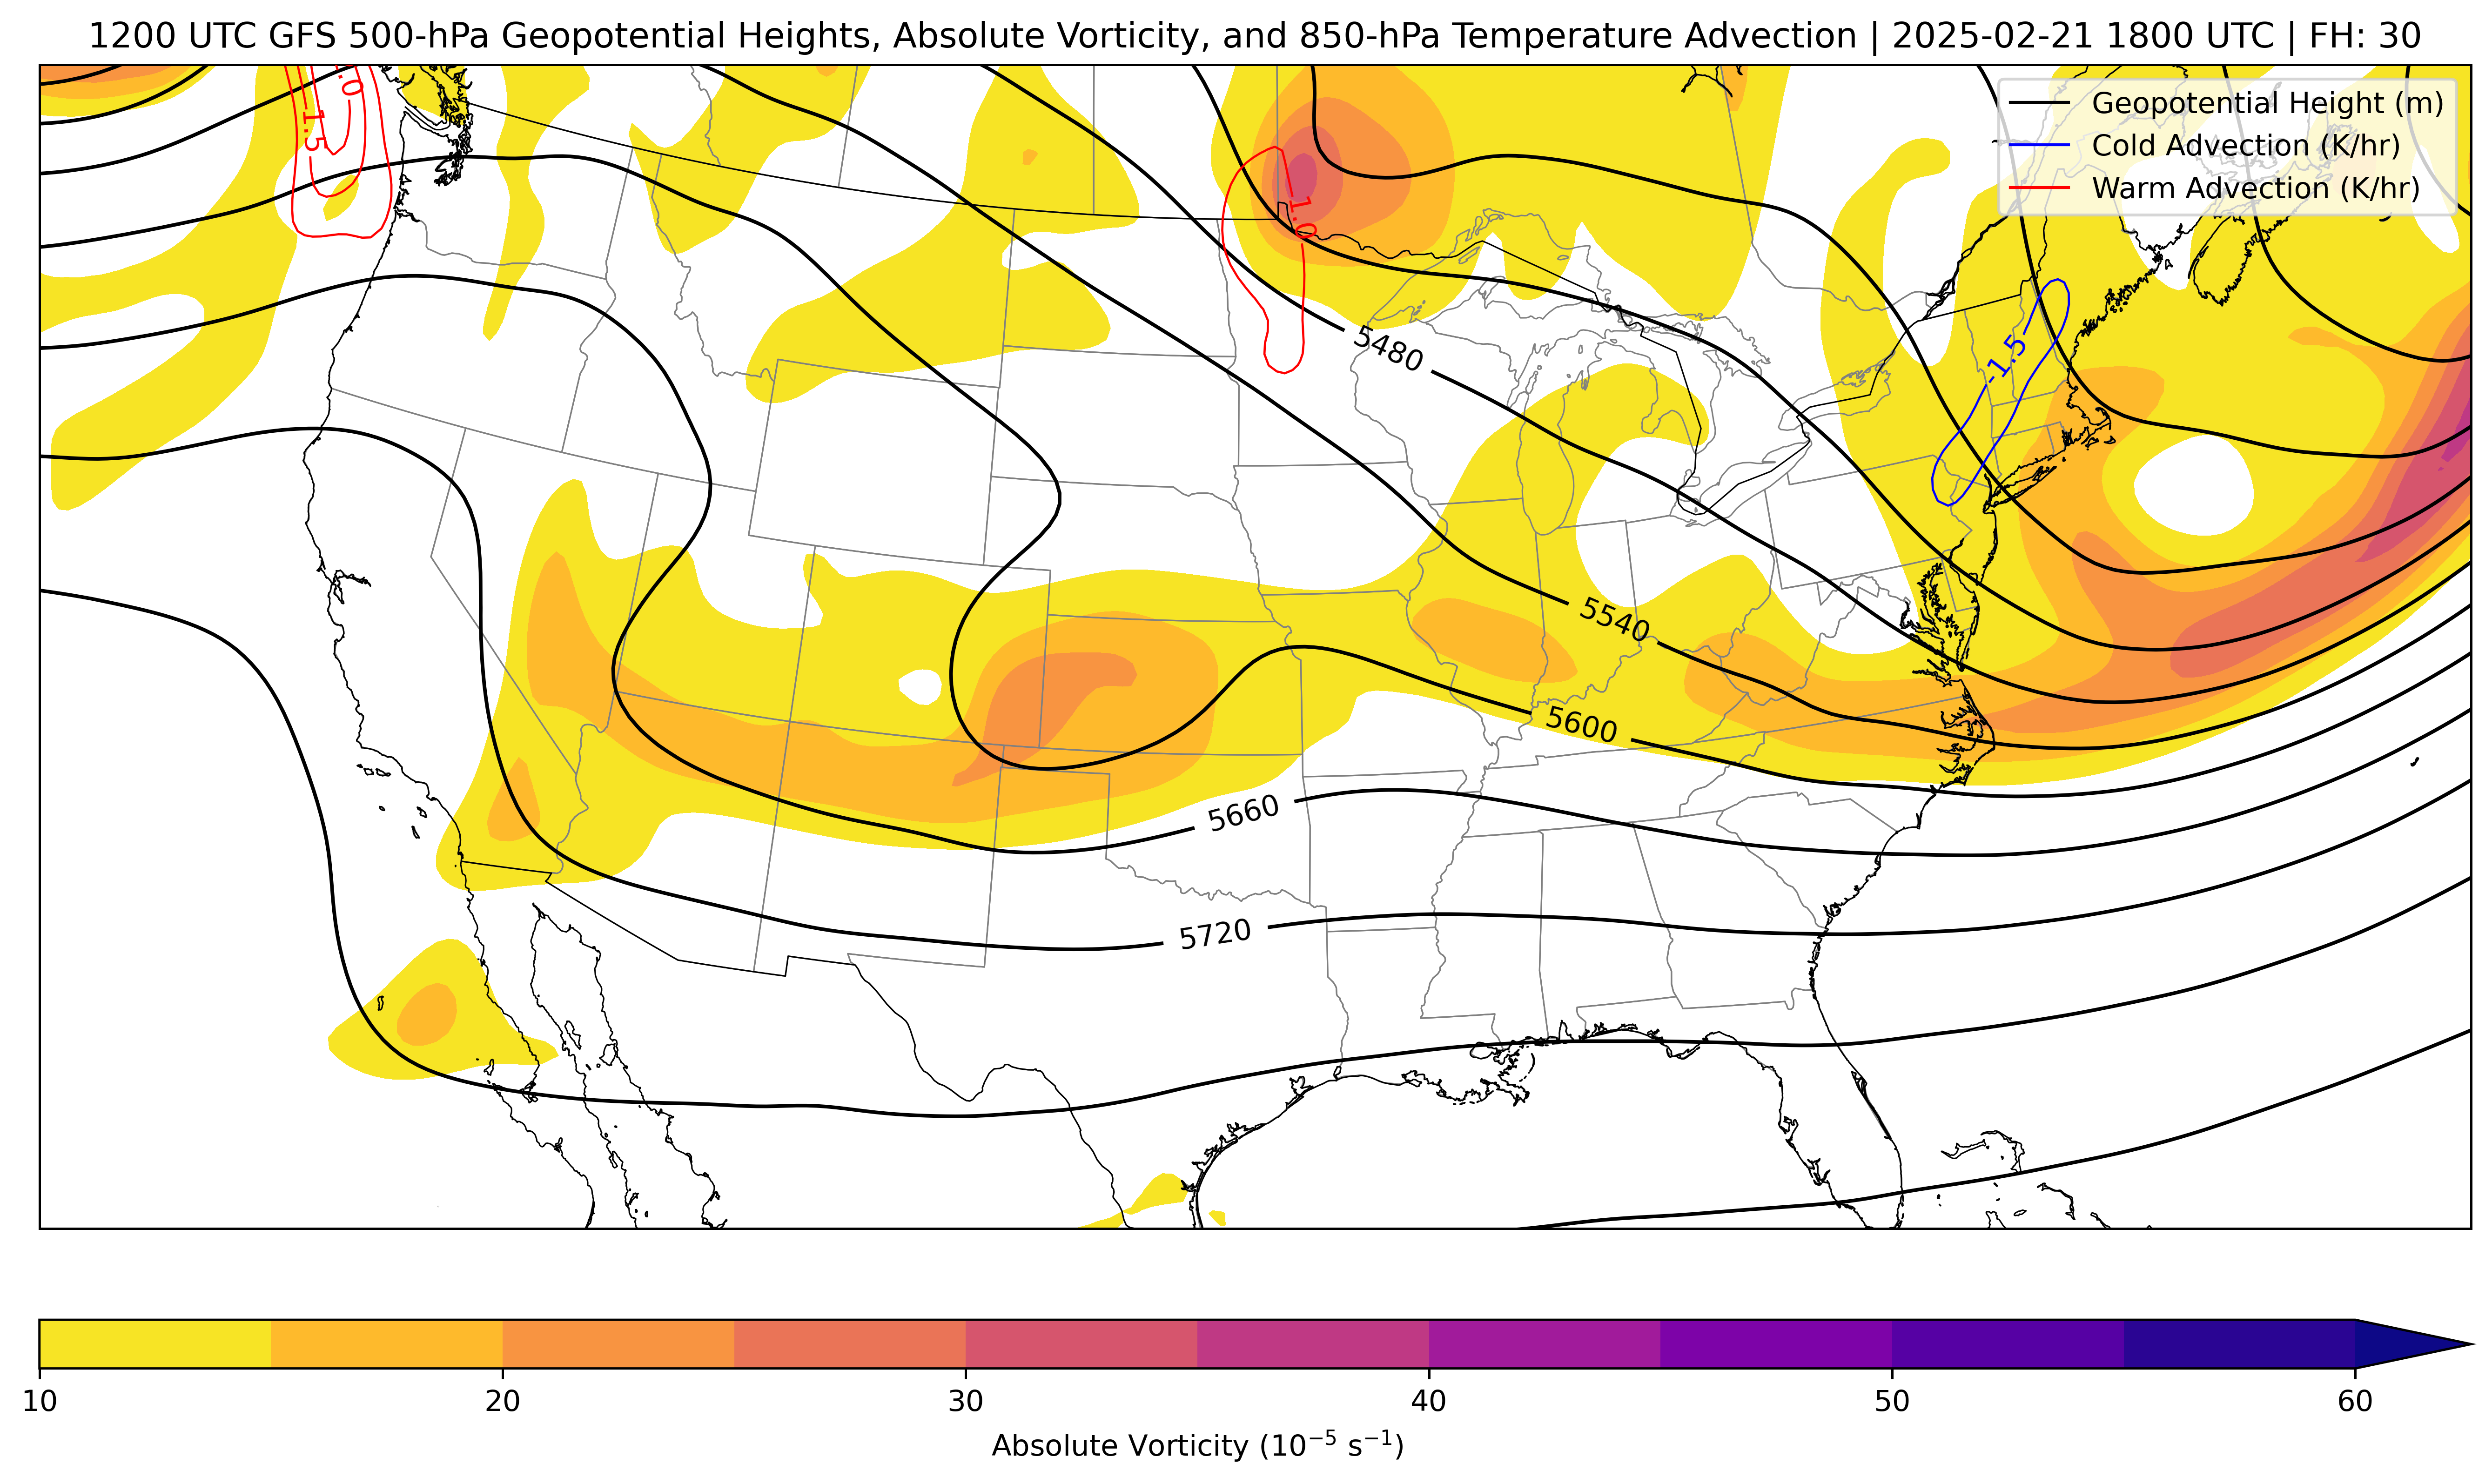 1200 UTC GFS 500-hPa Geopotential Heights, Absolute Vorticity, and 850-hPa Temperature Advection | 2025-02-21 1800 UTC | FH: 30
Geopotential Height (m)
Cold Advection (K/hr)
Warm Advection (K/hr)
1.5
1.0
-1.5
5480
5540
5600
5660
5720
10 20 30 40 50 60
Absolute Vorticity (10⁻⁵ s⁻¹)